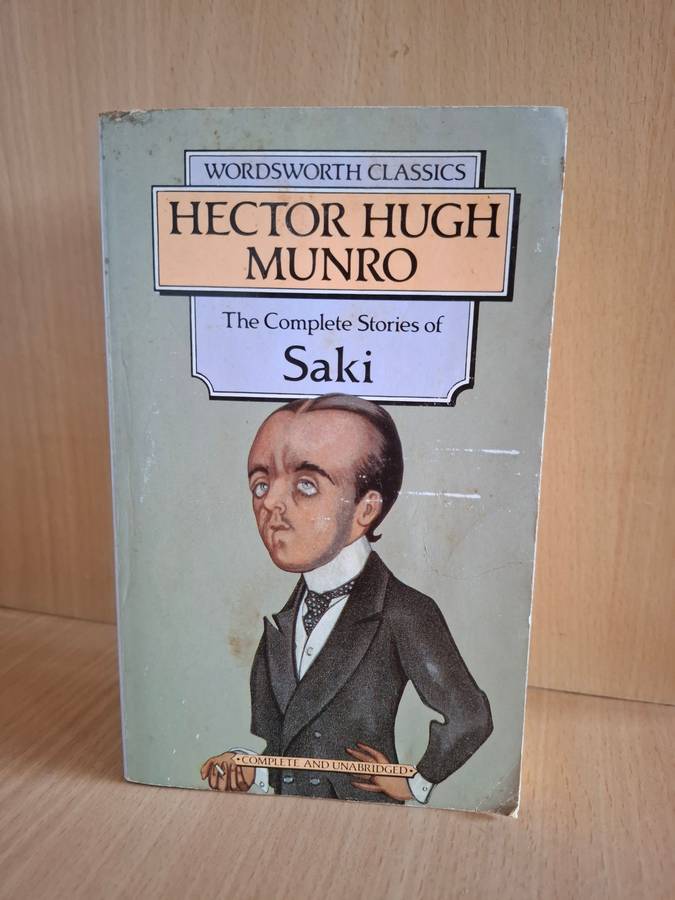 WORDSWORTH CLASSICS
HECTOR HUGH
MUNRO
The Complete Stories of
Saki
•COMPLETE AND UNABRIDGED•